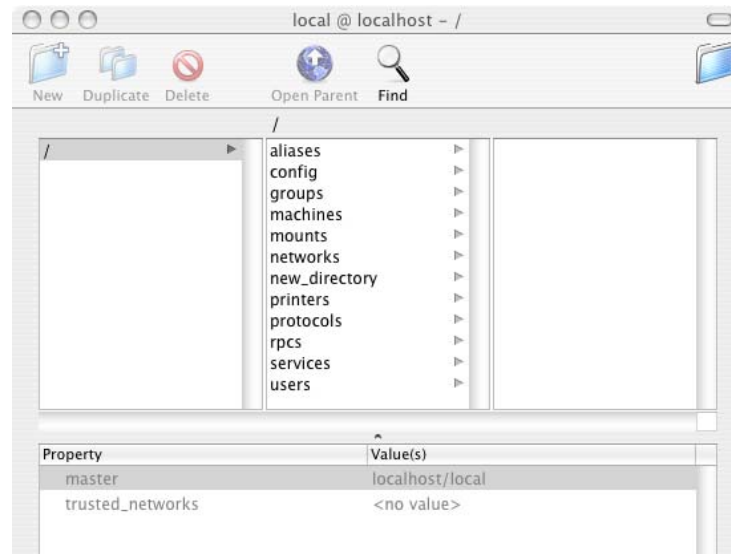 local @ localhost – /
New Duplicate Delete Open Parent Find
/
/
aliases
config
groups
machines
mounts
networks
new_directory
printers
protocols
rpcs
services
users
Property Value(s)
master localhost/local
trusted_networks <no value>